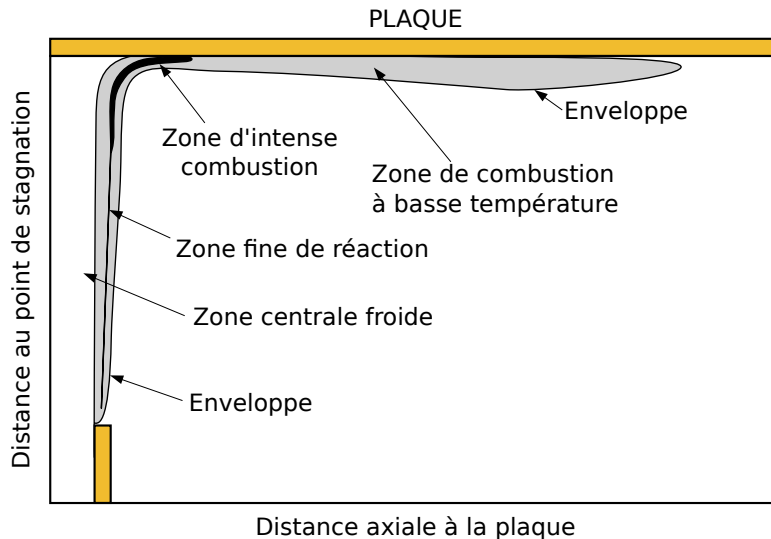 PLAQUE
Enveloppe
Zone d'intense
combustion
Zone de combustion
à basse température
Zone fine de réaction
Zone centrale froide
Enveloppe
Distance au point de stagnation
Distance axiale à la plaque